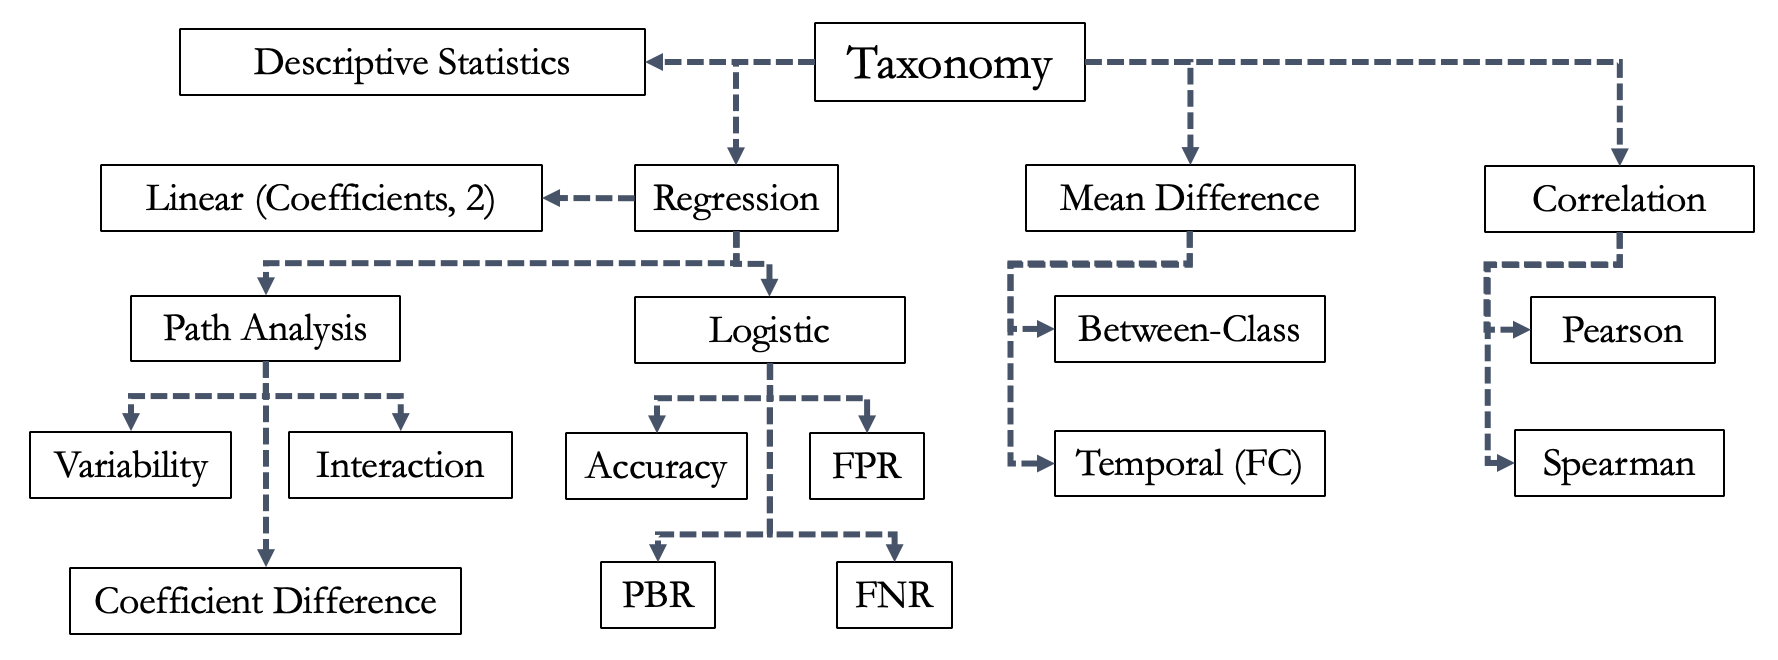 Descriptive Statistics
Taxonomy
Linear (Coefficients, 2)
Regression
Mean Difference
Correlation
Path Analysis
Logistic
Between-Class
Pearson
Variability
Interaction
Accuracy
FPR
Temporal (FC)
Spearman
Coefficient Difference
PBR
FNR